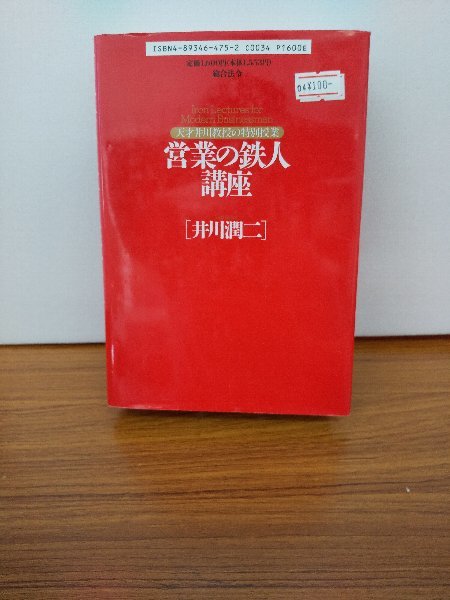 ISBN4-89346-475-2 C0034 P1600E
定価1,600円(本体1,553円)
総合法令
04¥100-
Iron Lectures for
Modern Businessman
天才井川教授の特別授業
営業の鉄人
講座
[井川潤二]